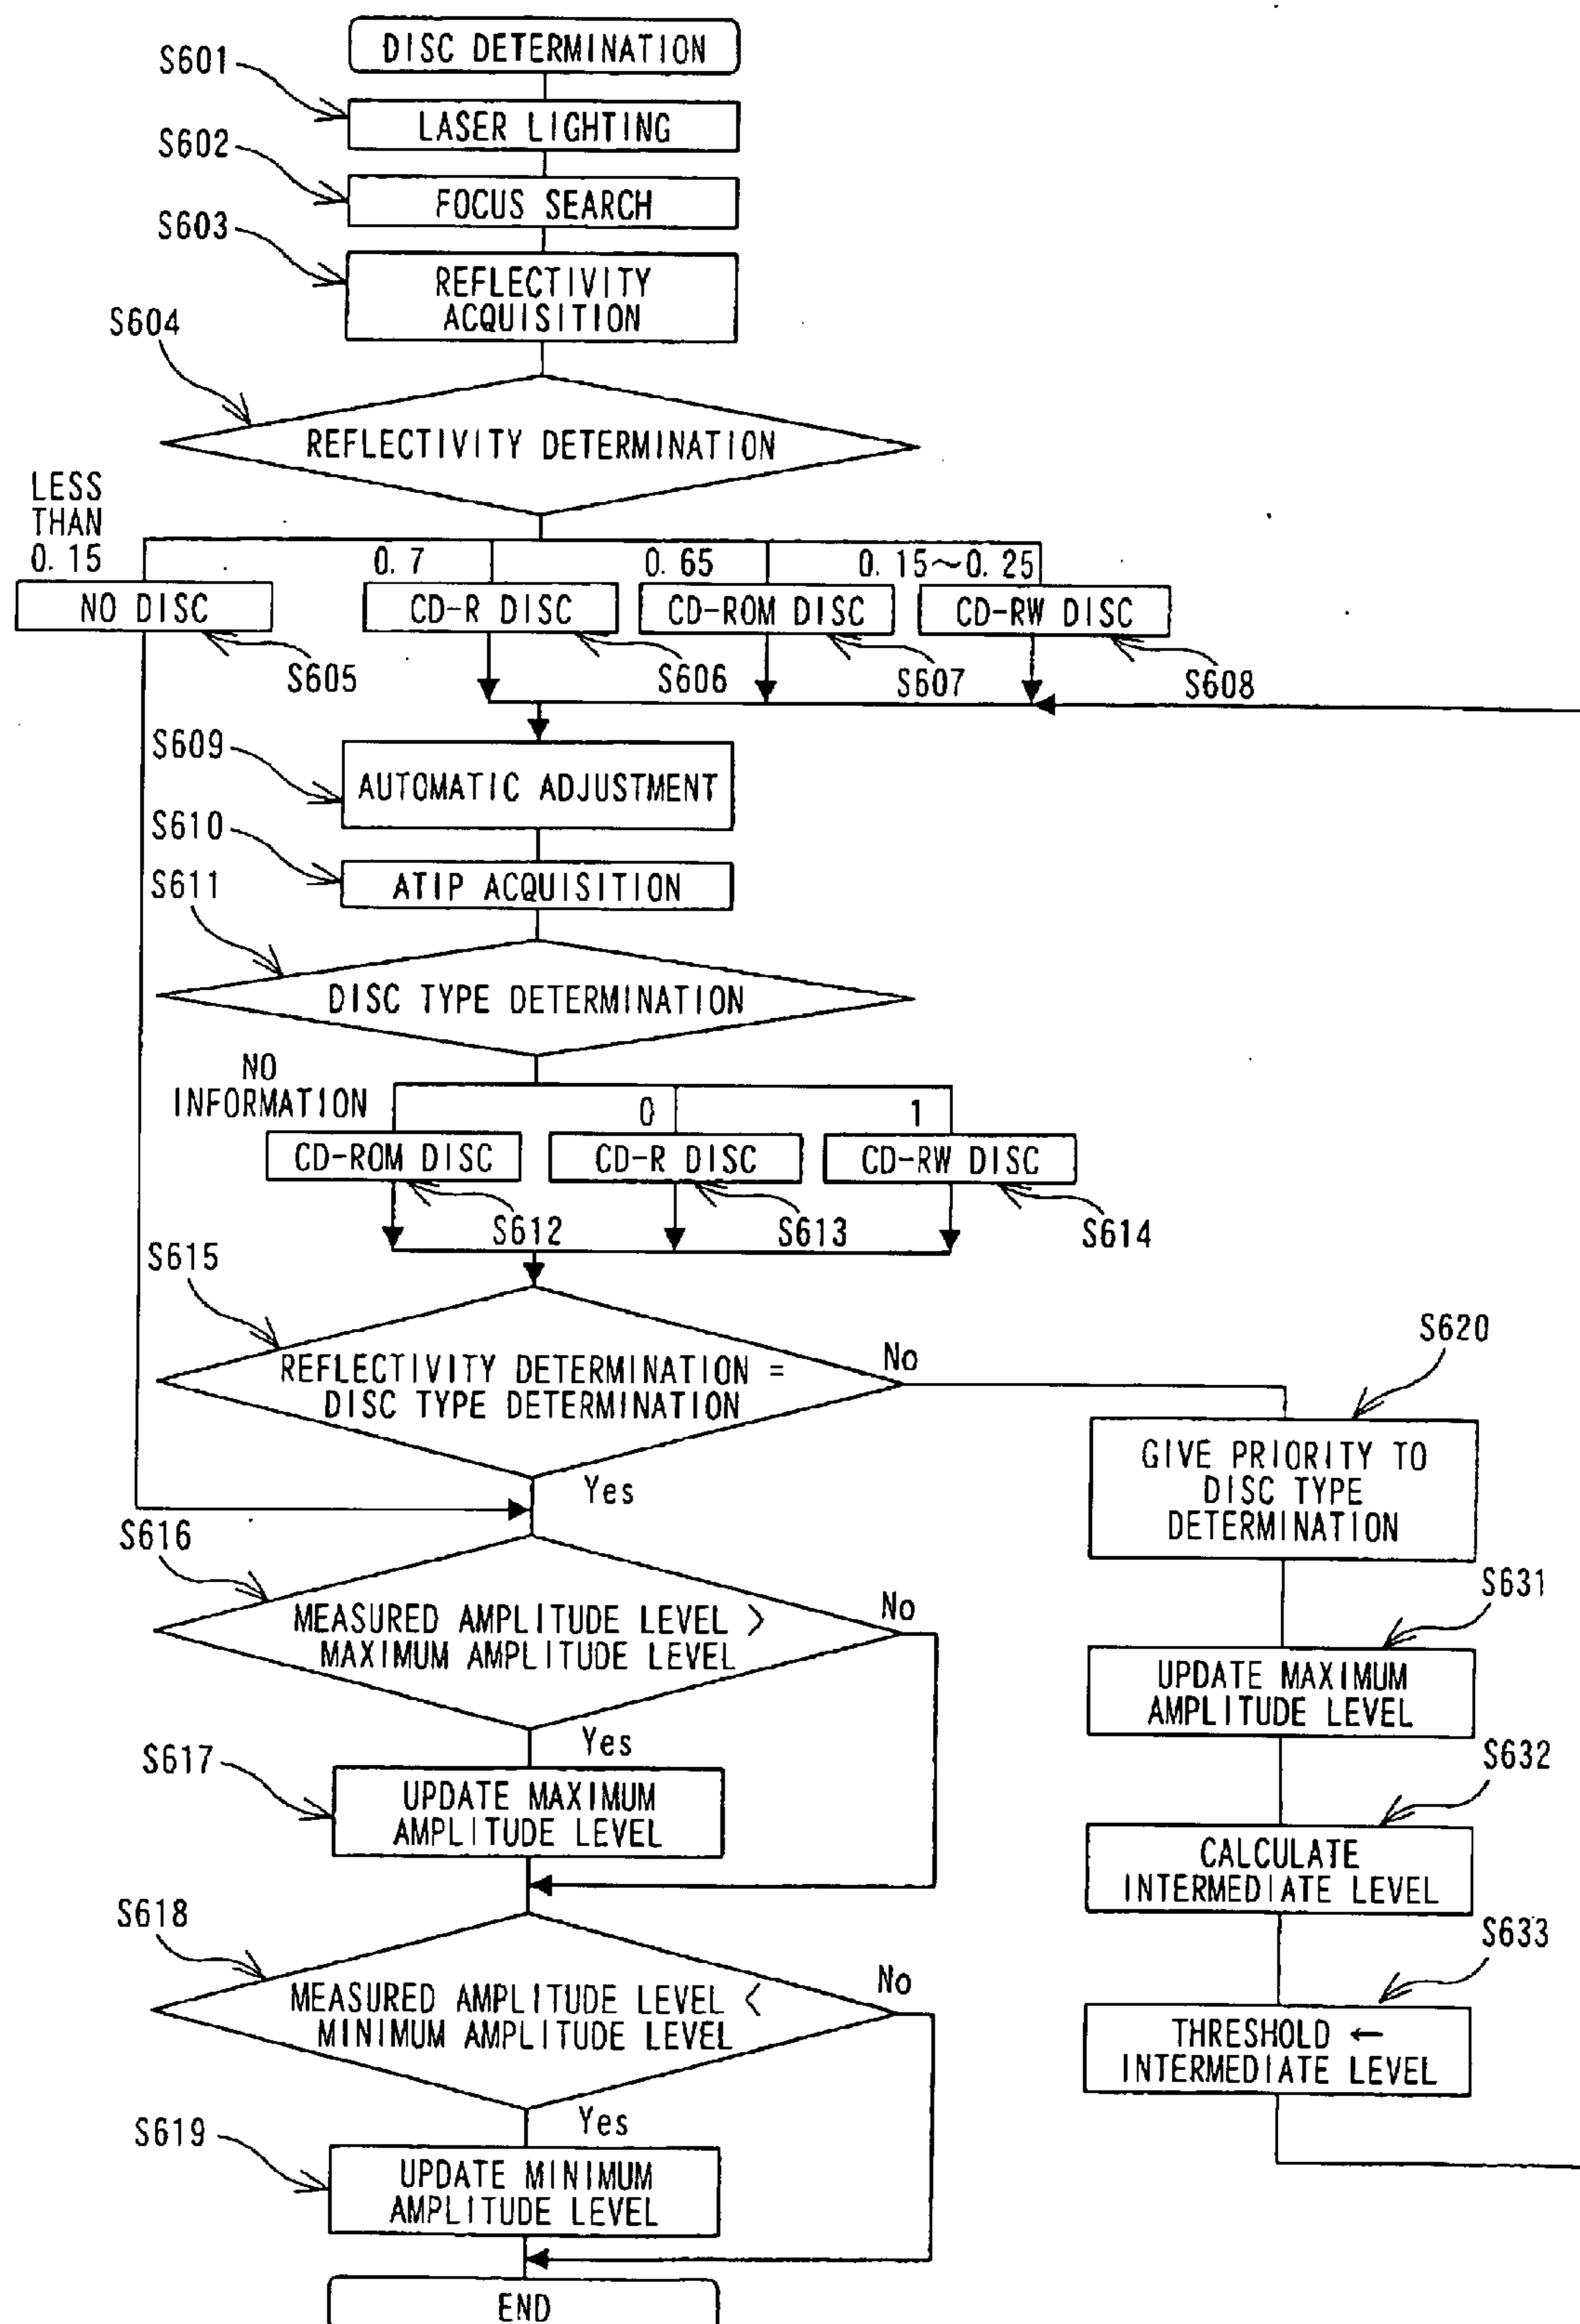 DISC DETERMINATION
S601
LASER LIGHTING
S602
FOCUS SEARCH
S603
REFLECTIVITY
ACQUISITION
S604
REFLECTIVITY DETERMINATION
LESS
THAN
0.15
0.7
0.65
0.15~0.25
NO DISC
CD-R DISC
CD-ROM DISC
CD-RW DISC
S605
S606
S607
S608
S609
AUTOMATIC ADJUSTMENT
S610
ATIP ACQUISITION
S611
DISC TYPE DETERMINATION
NO
INFORMATION
0
1
CD-ROM DISC
CD-R DISC
CD-RW DISC
S612
S613
S614
S615
REFLECTIVITY DETERMINATION =
DISC TYPE DETERMINATION
No
Yes
S620
GIVE PRIORITY TO
DISC TYPE
DETERMINATION
S616
MEASURED AMPLITUDE LEVEL >
MAXIMUM AMPLITUDE LEVEL
No
Yes
S631
UPDATE MAXIMUM
AMPLITUDE LEVEL
S617
UPDATE MAXIMUM
AMPLITUDE LEVEL
S632
CALCULATE
INTERMEDIATE LEVEL
S618
MEASURED AMPLITUDE LEVEL <
MINIMUM AMPLITUDE LEVEL
No
Yes
S633
THRESHOLD ←
INTERMEDIATE LEVEL
S619
UPDATE MINIMUM
AMPLITUDE LEVEL
END